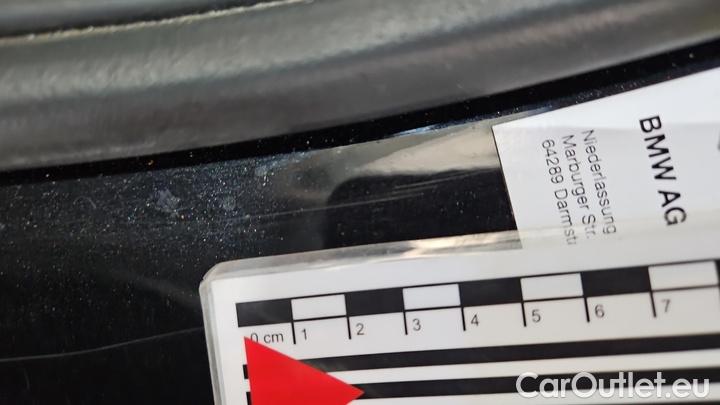 BMW AG
Niederlassung
Marburger Str.
64289 Darmst
0 cm 1 2 3 4 5 6 7
CarOutlet.eu